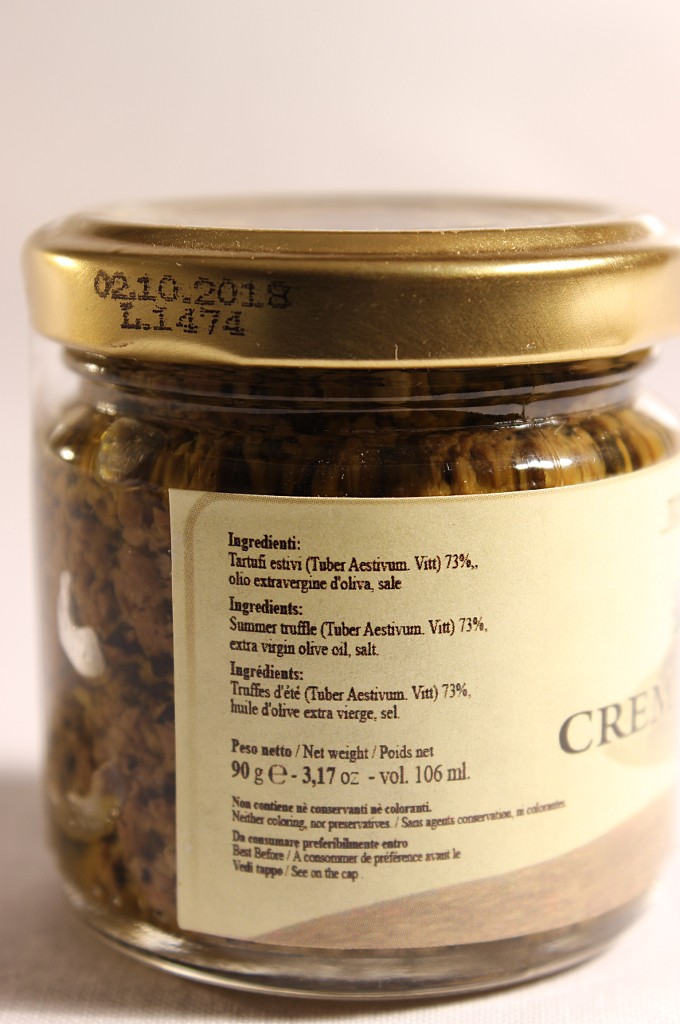 02.10.2018
L.1474
Ingredienti:
Tartufi estivi (Tuber Aestivum. Vitt) 73%,,
olio extravergine d'oliva, sale
Ingredients:
Summer truffle (Tuber Aestivum. Vitt) 73%,
extra virgin olive oil, salt.
Ingrédients:
Truffes d'été (Tuber Aestivum. Vitt) 73%,
huile d'olive extra vierge, sel.
CREM
Peso netto / Net weight / Poids net
90 g ℮ - 3,17 oz - vol. 106 ml.
Non contiene nè conservanti nè coloranti.
Neither coloring, nor preservatives. / Sans agents conservation, ni colorantes.
Da consumare preferibilmente entro
Best Before / A consommer de préférence avant le
Vedi tappo / See on the cap